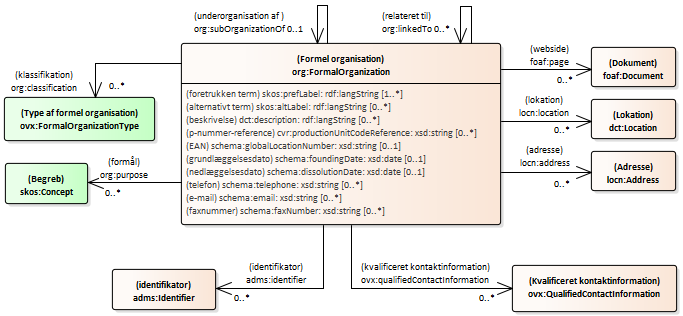 (underorganisation af )
org:subOrganizationOf 0..1
(relateret til)
org:linkedTo 0..*
(Formel organisation)
org:FormalOrganization
(foretrukken term) skos:prefLabel: rdf:langString [1..*]
(alternativt term) skos:altLabel: rdf:langString [0..*]
(beskrivelse) dct:description: rdf:langString [0..*]
(p-nummer-reference) cvr:productionUnitCodeReference: xsd:string [0..*]
(EAN) schema:globalLocationNumber: xsd:string [0..1]
(grundlæggelsesdato) schema:foundingDate: xsd:date [0..1]
(nedlæggelsesdato) schema:dissolutionDate: xsd:date [0..1]
(telefon) schema:telephone: xsd:string [0..*]
(e-mail) schema:email: xsd:string [0..*]
(faxnummer) schema:faxNumber: xsd:string [0..*]
(klassifikation)
org:classification
0..*
(Type af formel organisation)
ovx:FormalOrganizationType
(formål)
org:purpose
0..*
(Begreb)
skos:Concept
(webside)
foaf:page
0..*
(Dokument)
foaf:Document
(lokation)
locn:location
0..*
(Lokation)
dct:Location
(adresse)
locn:address
0..*
(Adresse)
locn:Address
(identifikator)
adms:identifier
0..*
(identifikator)
adms:Identifier
(kvalificeret kontaktinformation)
ovx:qualifiedContactInformation
0..*
(Kvalificeret kontaktinformation)
ovx:QualifiedContactInformation